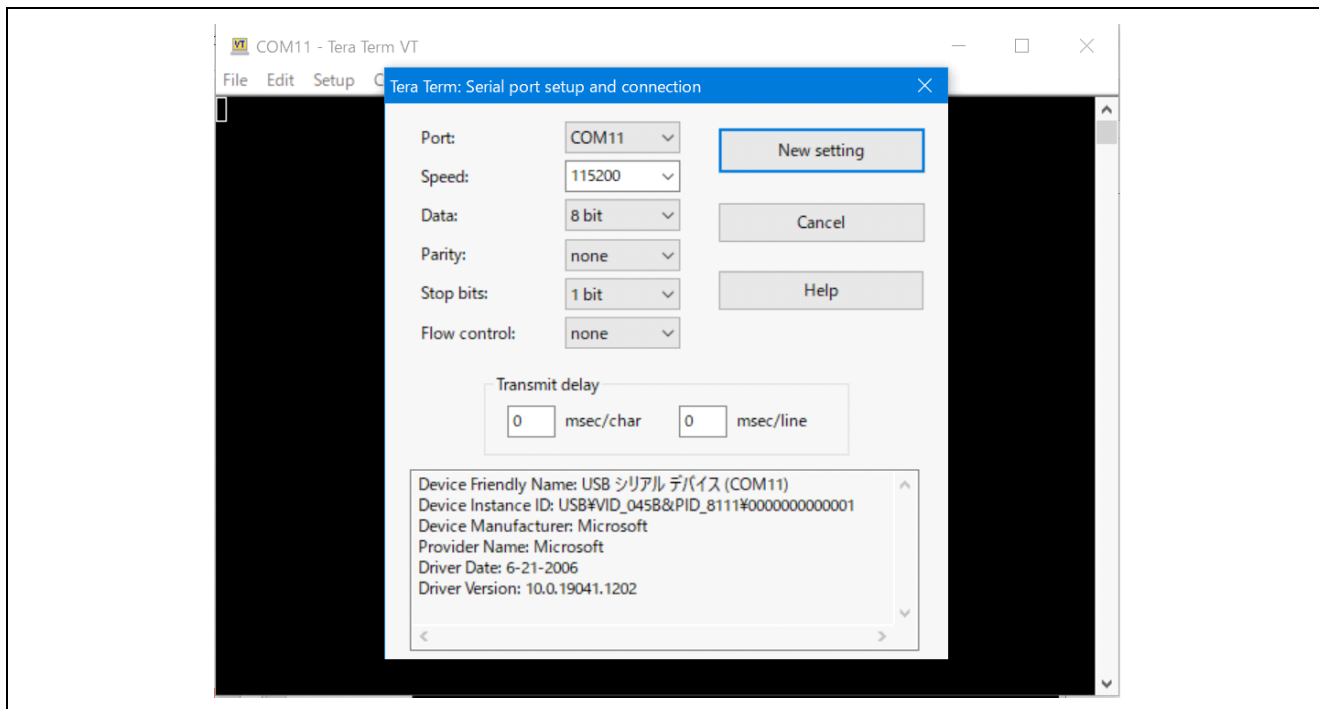 COM11 - Tera Term VT
File Edit Setup C
Tera Term: Serial port setup and connection
Port: COM11
New setting
Speed: 115200
Data: 8 bit
Cancel
Parity: none
Stop bits: 1 bit
Help
Flow control: none
Transmit delay
0 msec/char 0 msec/line
Device Friendly Name: USB シリアル デバイス (COM11)
Device Instance ID: USB¥VID_045B&PID_8111¥0000000000001
Device Manufacturer: Microsoft
Provider Name: Microsoft
Driver Date: 6-21-2006
Driver Version: 10.0.19041.1202